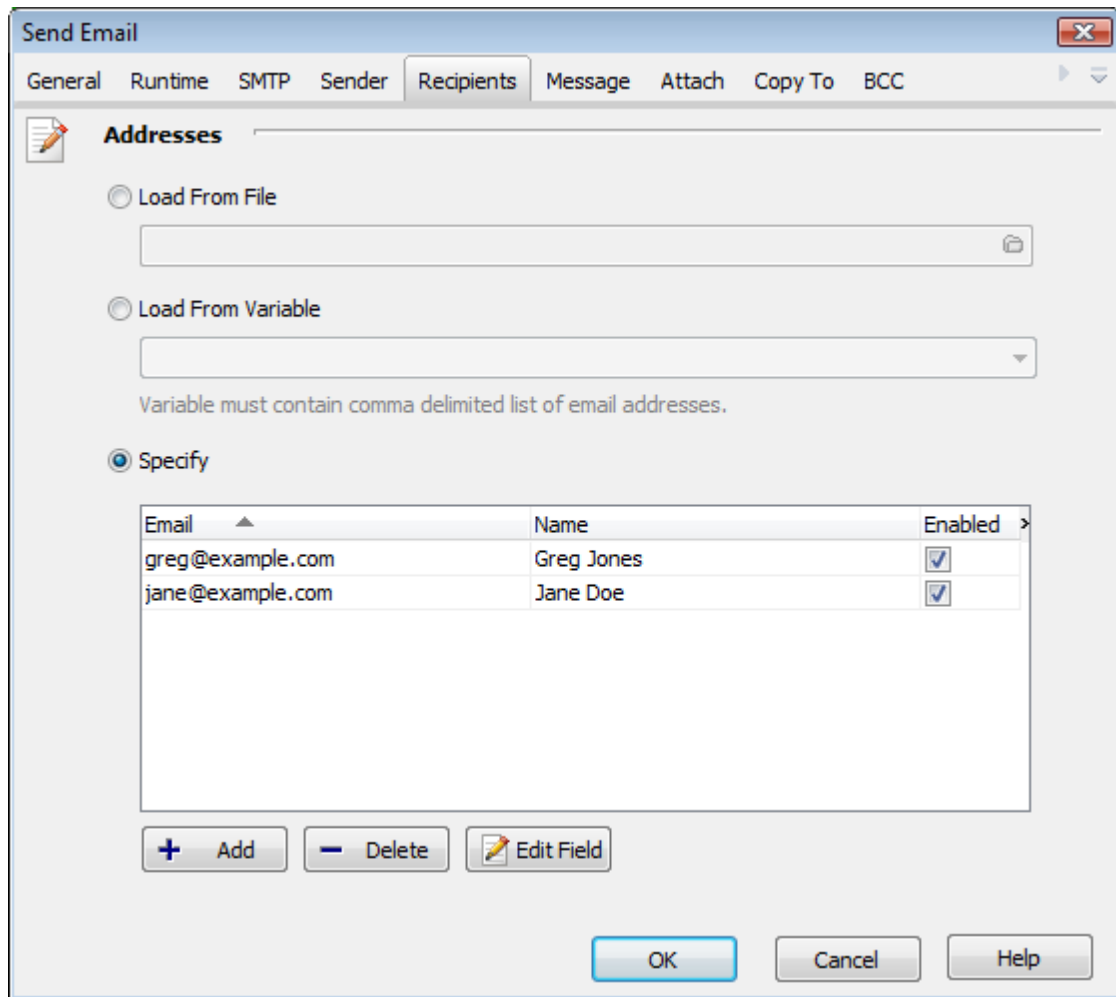 Send Email
General Runtime SMTP Sender Recipients Message Attach Copy To BCC
Addresses
Load From File
Load From Variable
Variable must contain comma delimited list of email addresses.
Specify
Email Name Enabled
greg@example.com Greg Jones
jane@example.com Jane Doe
Add Delete Edit Field
OK Cancel Help